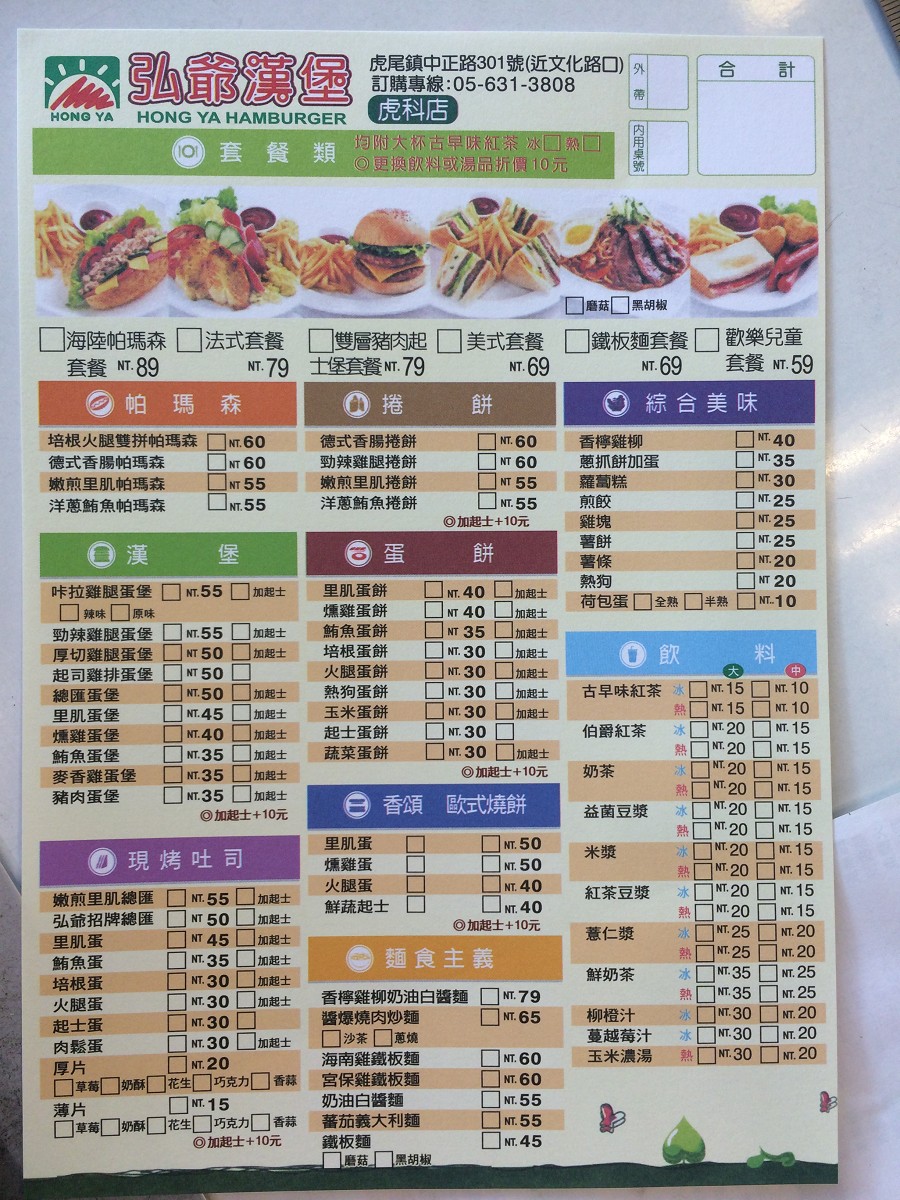 HONG YA
弘爺漢堡
HONG YA HAMBURGER
虎尾鎮中正路301號(近文化路口)
訂購專線:05-631-3808
虎科店
外帶
內用桌號
合計
套餐類
均附大杯古早味紅茶 冰□ 熱□
◎更換飲料或湯品折價10元
□磨菇□黑胡椒
□海陸帕瑪森套餐 NT.89
□法式套餐 NT.79
□雙層豬肉起士堡套餐 NT.79
□美式套餐 NT.69
□鐵板麵套餐 NT.69
□歡樂兒童套餐 NT.59
帕瑪森
培根火腿雙拼帕瑪森 □ NT.60
德式香腸帕瑪森 □ NT 60
嫩煎里肌帕瑪森 □ NT 55
洋蔥鮪魚帕瑪森 □ NT.55
漢堡
咔拉雞腿蛋堡 □ NT.55 □加起士
□辣味 □原味
勁辣雞腿蛋堡 □ NT.55 □加起士
厚切雞腿蛋堡 □ NT 50 □加起士
起司雞排蛋堡 □ NT.50 □
總匯蛋堡 □ NT.50 □加起士
里肌蛋堡 □ NT.45 □加起士
燻雞蛋堡 □ NT.40 □加起士
鮪魚蛋堡 □ NT.35 □加起士
麥香雞蛋堡 □ NT.35 □加起士
豬肉蛋堡 □ NT.35 □加起士
◎加起士+10元
現烤吐司
嫩煎里肌總匯 □ NT.55 □加起士
弘爺招牌總匯 □ NT 50 □加起士
里肌蛋 □ NT 45 □加起士
鮪魚蛋 □ NT.35 □加起士
培根蛋 □ NT.30 □加起士
火腿蛋 □ NT.30 □加起士
起士蛋 □ NT.30 □
肉鬆蛋 □ NT.30 □加起士
厚片 □ NT.20
□草莓□奶酥□花生□巧克力□香蒜
薄片 □ NT.15
□草莓□奶酥□花生□巧克力□香蒜
◎加起士+10元
捲餅
德式香腸捲餅 □ NT 60
勁辣雞腿捲餅 □ NT 60
嫩煎里肌捲餅 □ NT 55
洋蔥鮪魚捲餅 □ NT.55
◎加起士+10元
蛋餅
里肌蛋餅 □ NT.40 □加起士
燻雞蛋餅 □ NT 40 □加起士
鮪魚蛋餅 □ NT 35 □加起士
培根蛋餅 □ NT.30 □加起士
火腿蛋餅 □ NT.30 □加起士
熱狗蛋餅 □ NT.30 □加起士
玉米蛋餅 □ NT.30 □加起士
起士蛋餅 □ NT.30 □
蔬菜蛋餅 □ NT.30 □加起士
◎加起士+10元
香頌 歐式燒餅
里肌蛋 □ □ NT.50
燻雞蛋 □ □ NT.50
火腿蛋 □ □ NT.40
鮮蔬起士 □ □ NT.40
◎加起士+10元
麵食主義
香檸雞柳奶油白醬麵 □ NT.79
醬爆燒肉炒麵 □ NT.65
□沙茶 □蔥燒
海南雞鐵板麵 □ NT.60
宮保雞鐵板麵 □ NT.60
奶油白醬麵 □ NT.55
蕃茄義大利麵 □ NT.55
鐵板麵 □ NT.45
□磨菇 □黑胡椒
綜合美味
香檸雞柳 □ NT.40
蔥抓餅加蛋 □ NT.35
蘿蔔糕 □ NT.30
煎餃 □ NT.25
雞塊 □ NT.25
薯餅 □ NT.25
薯條 □ NT.20
熱狗 □ NT 20
荷包蛋 □全熟 □半熟 □ NT.10
飲料
大 中
古早味紅茶 冰□ NT.15 □ NT.10
熱□ NT.15 □ NT.10
伯爵紅茶 冰□ NT.20 □ NT.15
熱□ NT.20 □ NT.15
奶茶 冰□ NT.20 □ NT.15
熱□ NT.20 □ NT.15
益菌豆漿 冰□ NT.20 □ NT.15
熱□ NT.20 □ NT.15
米漿 冰□ NT.20 □ NT.15
熱□ NT.20 □ NT.15
紅茶豆漿 冰□ NT.20 □ NT.15
熱□ NT.20 □ NT.15
薏仁漿 冰□ NT.25 □ NT.20
熱□ NT.25 □ NT.20
鮮奶茶 冰□ NT.35 □ NT.25
熱□ NT.35 □ NT.25
柳橙汁 冰□ NT.30 □ NT.20
蔓越莓汁 冰□ NT.30 □ NT.20
玉米濃湯 熱□ NT.30 □ NT.20